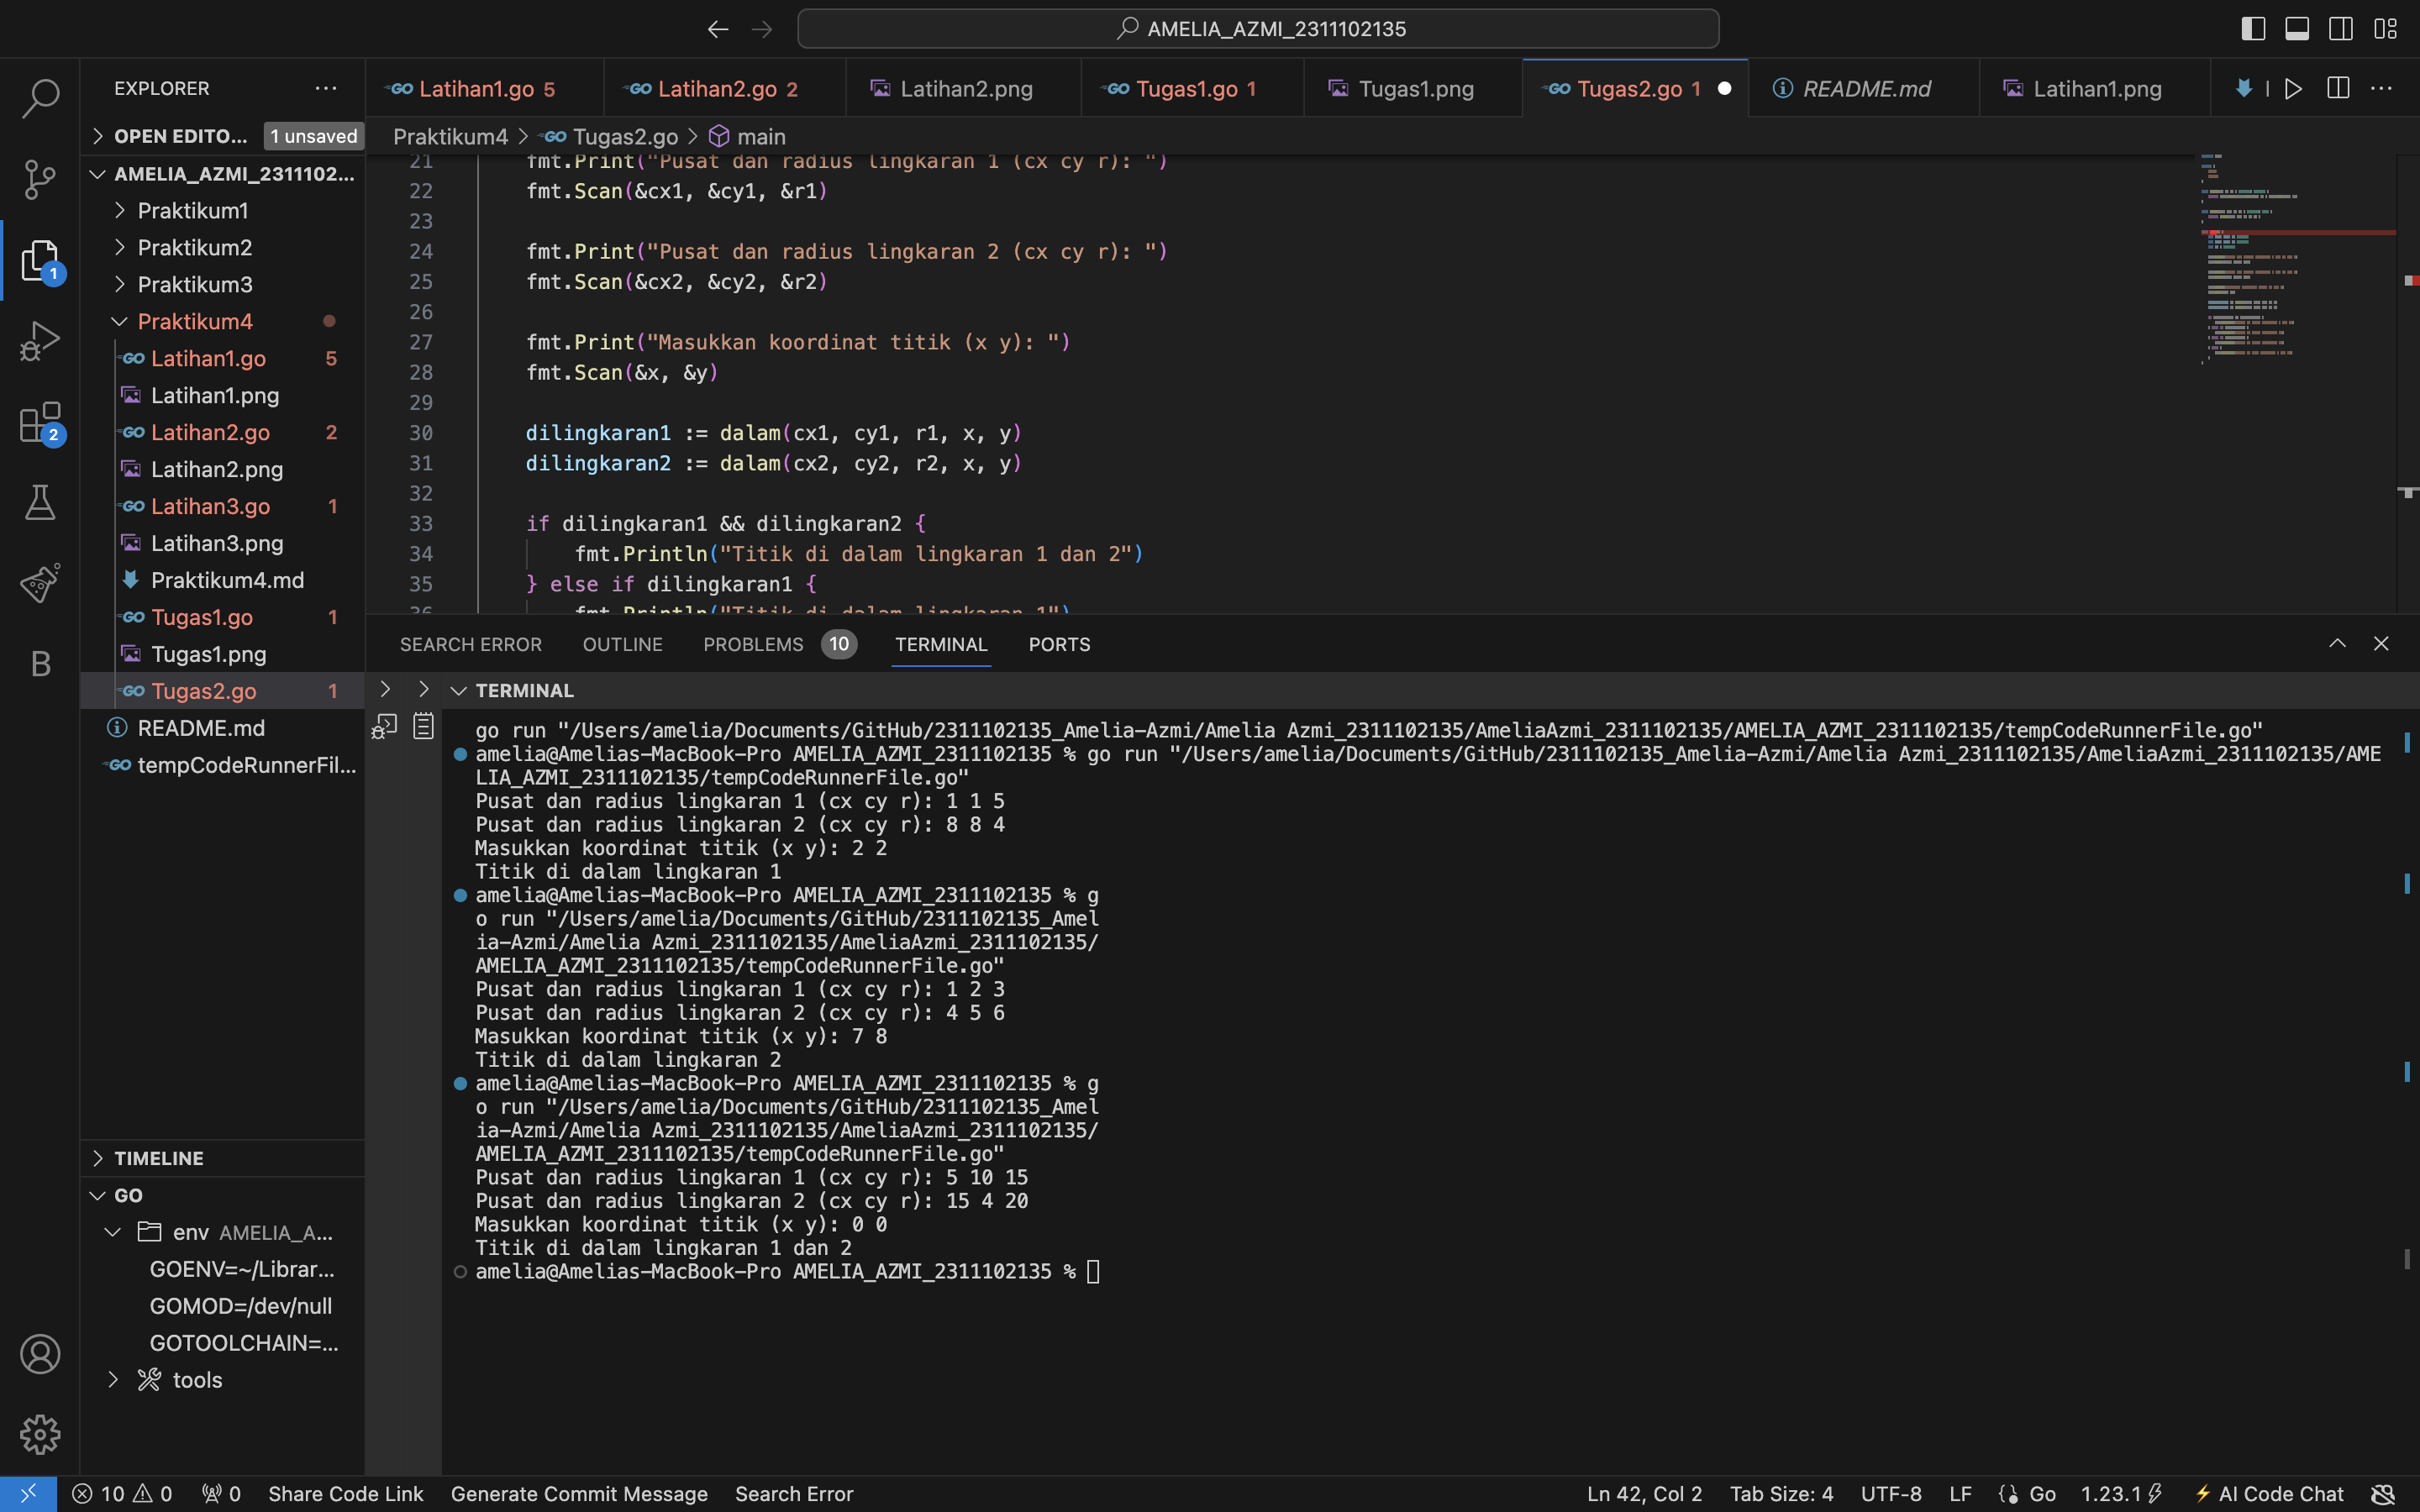 AMELIA_AZMI_2311102135
EXPLORER
OPEN EDITO... 1 unsaved
AMELIA_AZMI_2311102...
Praktikum1
Praktikum2
Praktikum3
Praktikum4
Latihan1.go 5
Latihan1.png
Latihan2.go 2
Latihan2.png
Latihan3.go 1
Latihan3.png
Praktikum4.md
Tugas1.go 1
Tugas1.png
Tugas2.go 1
README.md
tempCodeRunnerFil...
TIMELINE
GO
env AMELIA_A...
GOENV=~/Librar...
GOMOD=/dev/null
GOTOOLCHAIN=...
tools
1
2
B
Latihan1.go 5 Latihan2.go 2 Latihan2.png Tugas1.go 1 Tugas1.png Tugas2.go 1 README.md Latihan1.png
Praktikum4 > Tugas2.go > main
21 fmt.Print("Pusat dan radius lingkaran 1 (cx cy r): ")
22 fmt.Scan(&cx1, &cy1, &r1)
23
24 fmt.Print("Pusat dan radius lingkaran 2 (cx cy r): ")
25 fmt.Scan(&cx2, &cy2, &r2)
26
27 fmt.Print("Masukkan koordinat titik (x y): ")
28 fmt.Scan(&x, &y)
29
30 dilingkaran1 := dalam(cx1, cy1, r1, x, y)
31 dilingkaran2 := dalam(cx2, cy2, r2, x, y)
32
33 if dilingkaran1 && dilingkaran2 {
34 fmt.Println("Titik di dalam lingkaran 1 dan 2")
35 } else if dilingkaran1 {
36 fmt.Println("Titik di dalam lingkaran 1")
SEARCH ERROR OUTLINE PROBLEMS 10 TERMINAL PORTS
TERMINAL
go run "/Users/amelia/Documents/GitHub/2311102135_Amelia-Azmi/Amelia Azmi_2311102135/AmeliaAzmi_2311102135/AMELIA_AZMI_2311102135/tempCodeRunnerFile.go"
amelia@Amelias-MacBook-Pro AMELIA_AZMI_2311102135 % go run "/Users/amelia/Documents/GitHub/2311102135_Amelia-Azmi/Amelia Azmi_2311102135/AmeliaAzmi_2311102135/AME
LIA_AZMI_2311102135/tempCodeRunnerFile.go"
Pusat dan radius lingkaran 1 (cx cy r): 1 1 5
Pusat dan radius lingkaran 2 (cx cy r): 8 8 4
Masukkan koordinat titik (x y): 2 2
Titik di dalam lingkaran 1
amelia@Amelias-MacBook-Pro AMELIA_AZMI_2311102135 % g
o run "/Users/amelia/Documents/GitHub/2311102135_Amel
ia-Azmi/Amelia Azmi_2311102135/AmeliaAzmi_2311102135/
AMELIA_AZMI_2311102135/tempCodeRunnerFile.go"
Pusat dan radius lingkaran 1 (cx cy r): 1 2 3
Pusat dan radius lingkaran 2 (cx cy r): 4 5 6
Masukkan koordinat titik (x y): 7 8
Titik di dalam lingkaran 2
amelia@Amelias-MacBook-Pro AMELIA_AZMI_2311102135 % g
o run "/Users/amelia/Documents/GitHub/2311102135_Amel
ia-Azmi/Amelia Azmi_2311102135/AmeliaAzmi_2311102135/
AMELIA_AZMI_2311102135/tempCodeRunnerFile.go"
Pusat dan radius lingkaran 1 (cx cy r): 5 10 15
Pusat dan radius lingkaran 2 (cx cy r): 15 4 20
Masukkan koordinat titik (x y): 0 0
Titik di dalam lingkaran 1 dan 2
amelia@Amelias-MacBook-Pro AMELIA_AZMI_2311102135 %
10 0 0 Share Code Link Generate Commit Message Search Error Ln 42, Col 2 Tab Size: 4 UTF-8 LF Go 1.23.1 AI Code Chat